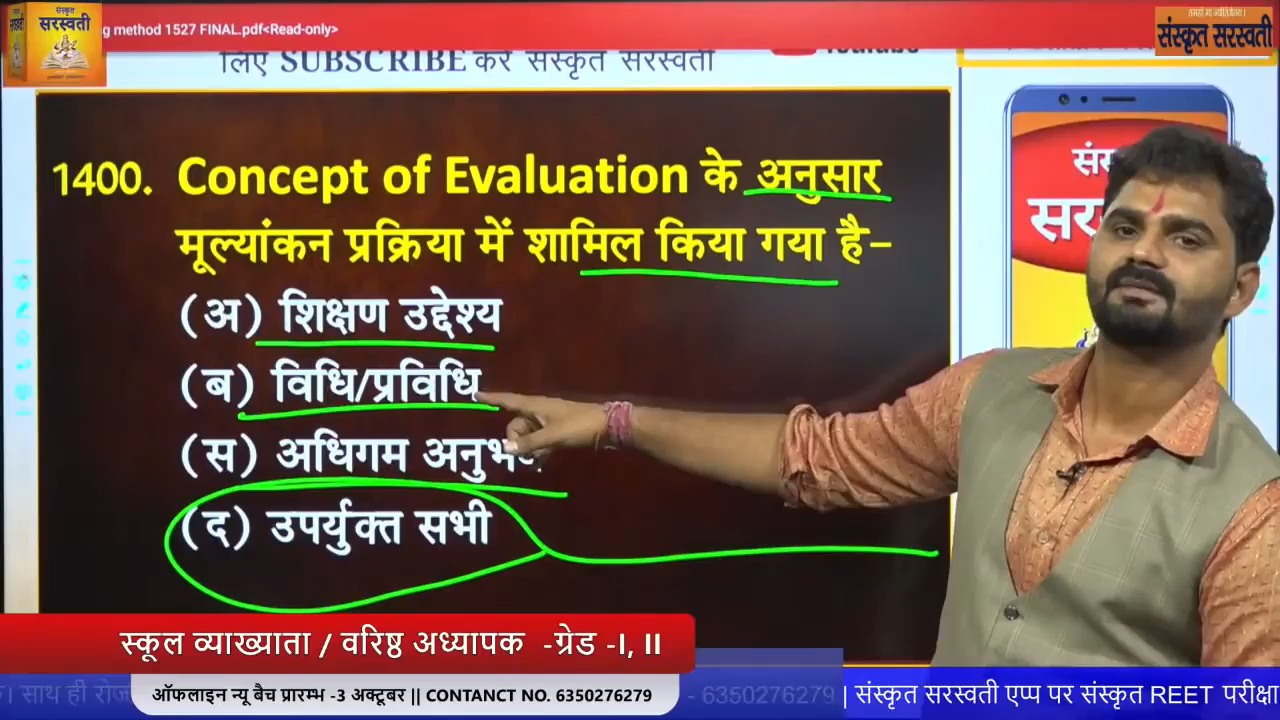 संस्कृत
सरस्वती
g method 1527 FINAL.pdf<Read-only>
संस्कृत सरस्वती
लिए SUBSCRIBE करें संस्कृत सरस्वती
YouTube
1400. Concept of Evaluation के अनुसार
मूल्यांकन प्रक्रिया में शामिल किया गया है–
(अ) शिक्षण उद्देश्य
(ब) विधि/प्रविधि
(स) अधिगम अनुभव
(द) उपर्युक्त सभी
स्कूल व्याख्याता / वरिष्ठ अध्यापक -ग्रेड -I, II
ऑफलाइन न्यू बैच प्रारम्भ -3 अक्टूबर || CONTANCT NO. 6350276279
- 6350276279 | संस्कृत सरस्वती एप्प पर संस्कृत REET परीक्षा